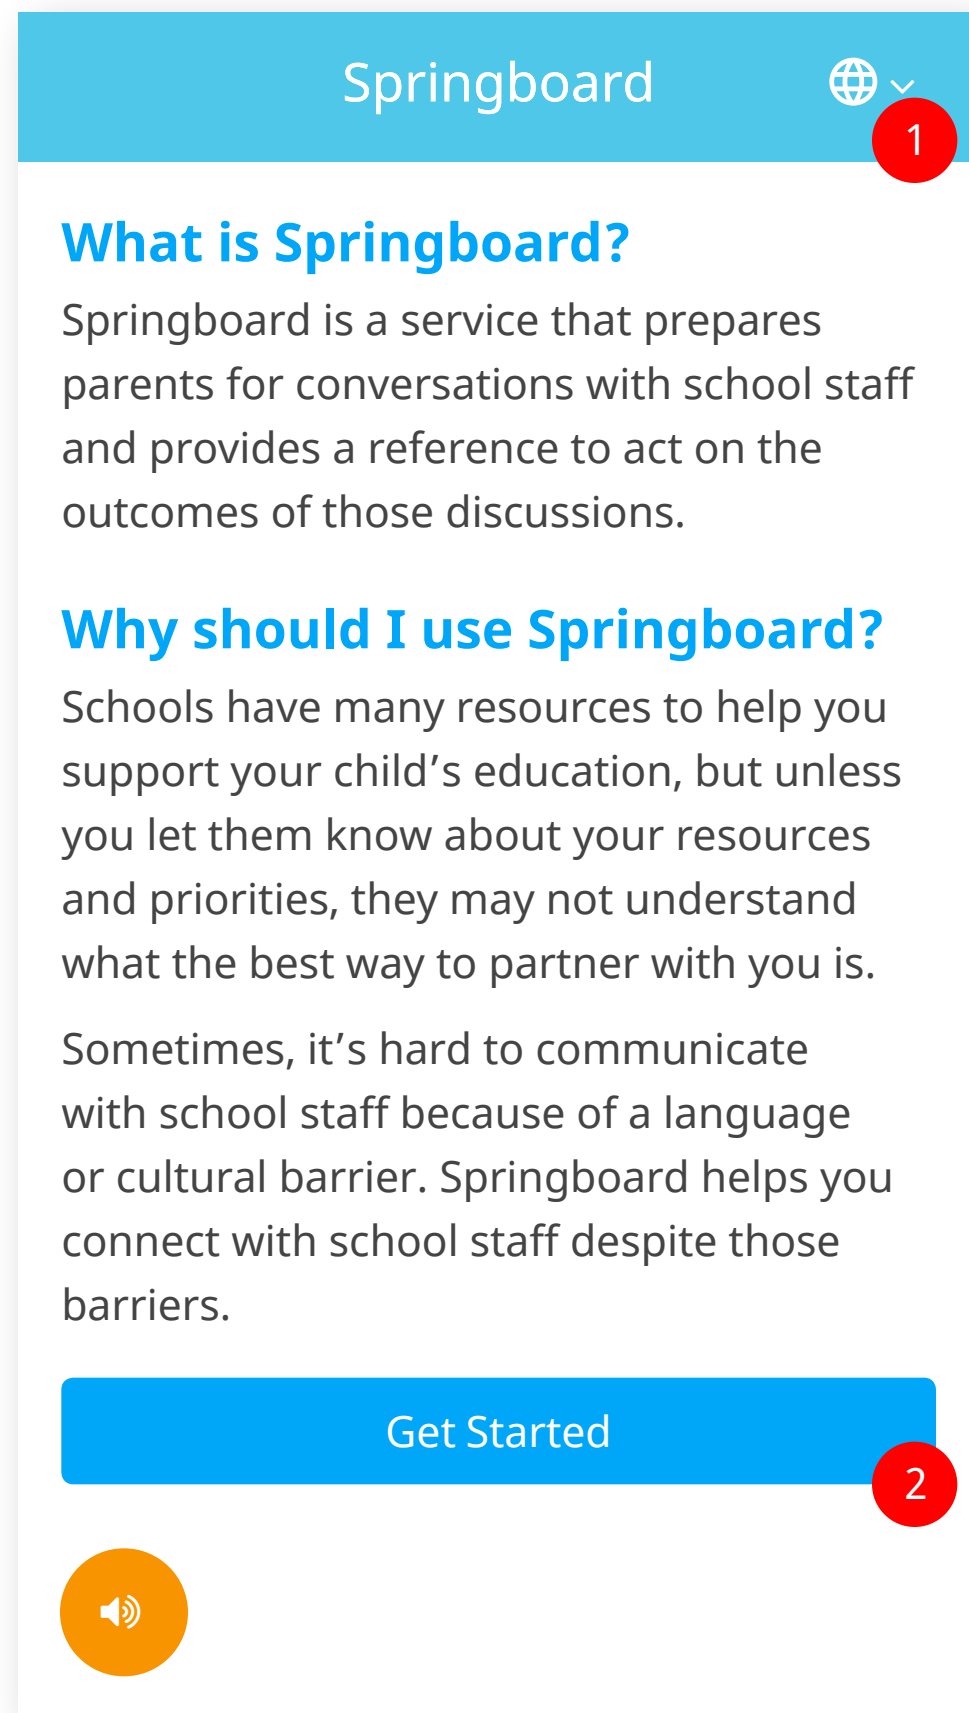 Springboard
1
What is Springboard?
Springboard is a service that prepares
parents for conversations with school staff
and provides a reference to act on the
outcomes of those discussions.
Why should I use Springboard?
Schools have many resources to help you
support your child’s education, but unless
you let them know about your resources
and priorities, they may not understand
what the best way to partner with you is.
Sometimes, it’s hard to communicate
with school staff because of a language
or cultural barrier. Springboard helps you
connect with school staff despite those
barriers.
Get Started
2